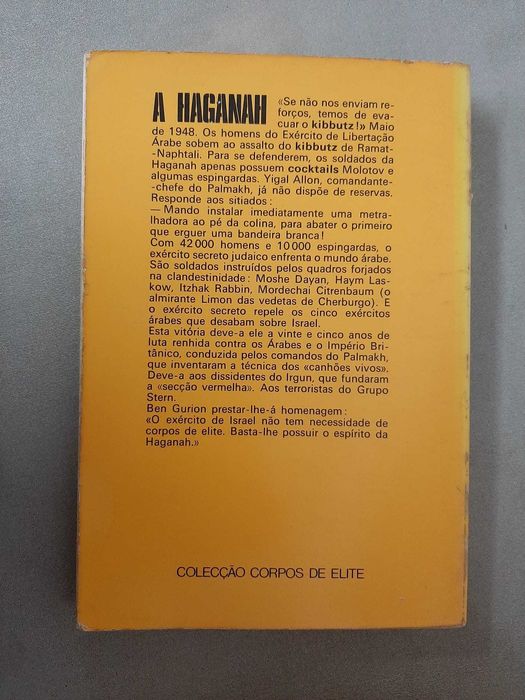 A HAGANAH «Se não nos enviam re-
forços, temos de eva-
cuar o kibbutz!» Maio
de 1948. Os homens do Exército de Libertação
Árabe sobem ao assalto do kibbutz de Ramat-
-Naphtali. Para se defenderem, os soldados da
Haganah apenas possuem cocktails Molotov e
algumas espingardas. Yigal Allon, comandante-
-chefe do Palmakh, já não dispõe de reservas.
Responde aos sitiados:
— Mando instalar imediatamente uma metra-
lhadora ao pé da colina, para abater o primeiro
que erguer uma bandeira branca!
Com 42000 homens e 10000 espingardas, o
exército secreto judaico enfrenta o mundo árabe.
São soldados instruídos pelos quadros forjados
na clandestinidade: Moshe Dayan, Haym Las-
kow, Itzhak Rabbin, Mordechai Citrenbaum (o
almirante Limon das vedetas de Cherburgo). E
o exército secreto repele os cinco exércitos
árabes que desabam sobre Israel.
Esta vitória deve-a ele a vinte e cinco anos de
luta renhida contra os Árabes e o Império Bri-
tânico, conduzida pelos comandos do Palmakh,
que inventaram a técnica dos «canhões vivos».
Deve-a aos dissidentes do Irgun, que fundaram
a «secção vermelha». Aos terroristas do Grupo
Stern.
Ben Gurion prestar-lhe-á homenagem:
«O exército de Israel não tem necessidade de
corpos de elite. Basta-lhe possuir o espírito da
Haganah.»
COLECÇÃO CORPOS DE ELITE